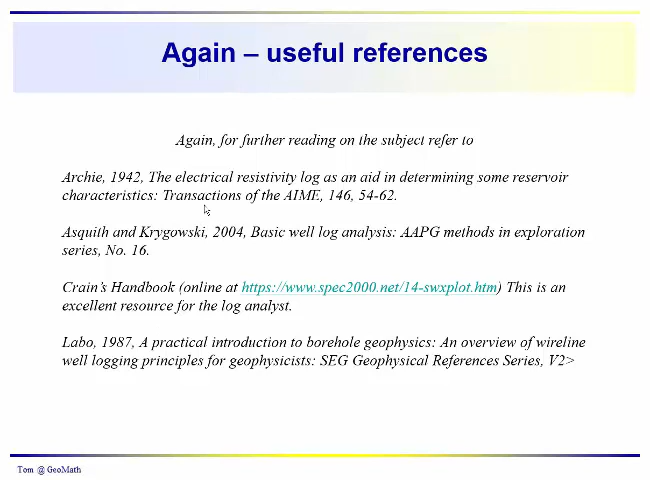 Again – useful references
Again, for further reading on the subject refer to
Archie, 1942, The electrical resistivity log as an aid in determining some reservoir
characteristics: Transactions of the AIME, 146, 54-62.
Asquith and Krygowski, 2004, Basic well log analysis: AAPG methods in exploration
series, No. 16.
Crain's Handbook (online at https://www.spec2000.net/14-swxplot.htm) This is an
excellent resource for the log analyst.
Labo, 1987, A practical introduction to borehole geophysics: An overview of wireline
well logging principles for geophysicists: SEG Geophysical References Series, V2>
Tom @ GeoMath